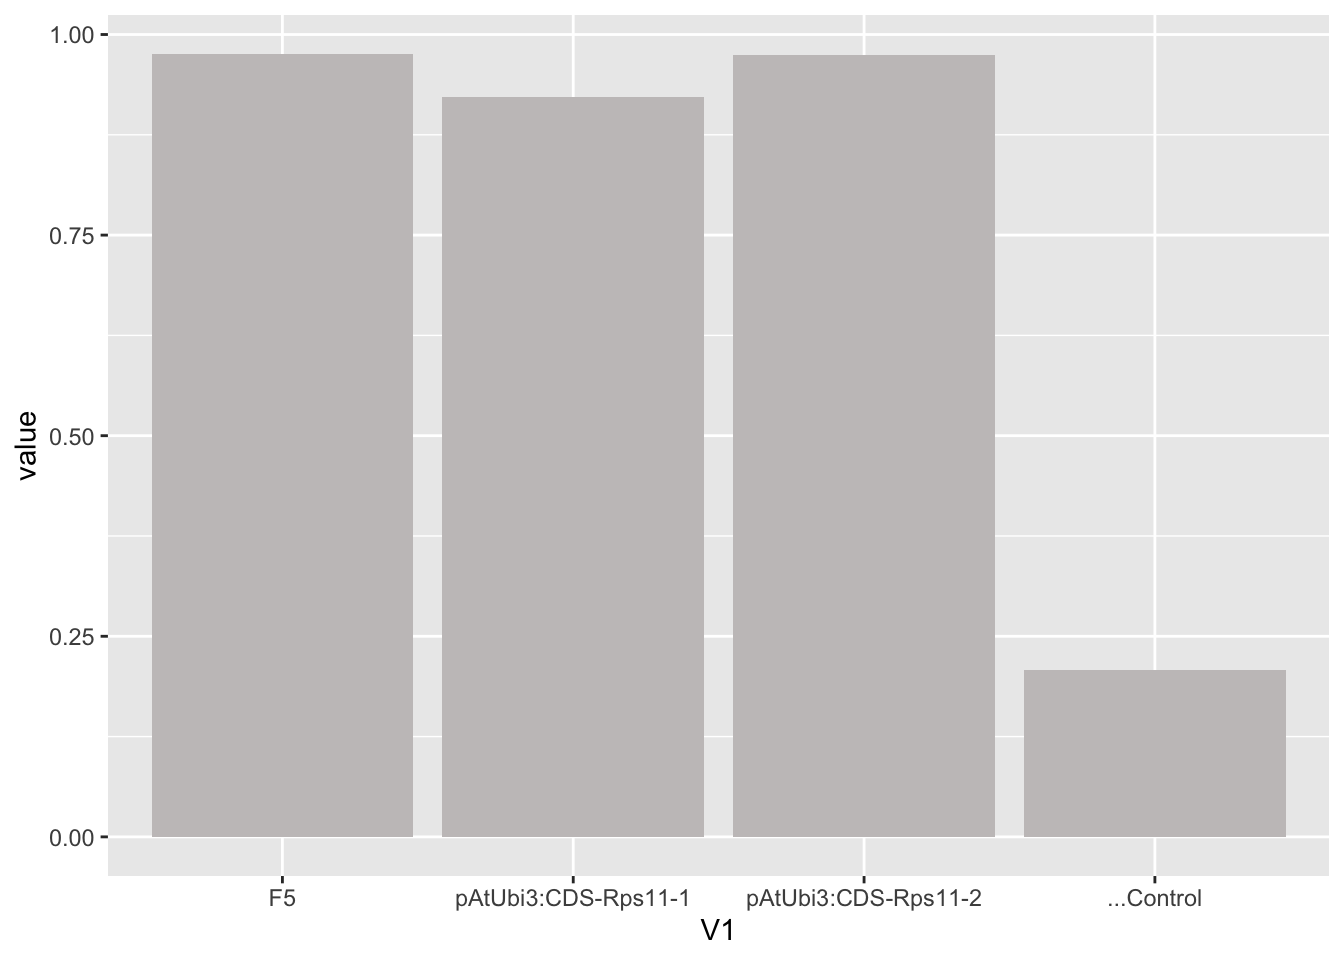 1.00
0.75
0.50
0.25
0.00
value
F5
pAtUbi3:CDS-Rps11-1
pAtUbi3:CDS-Rps11-2
...Control
V1